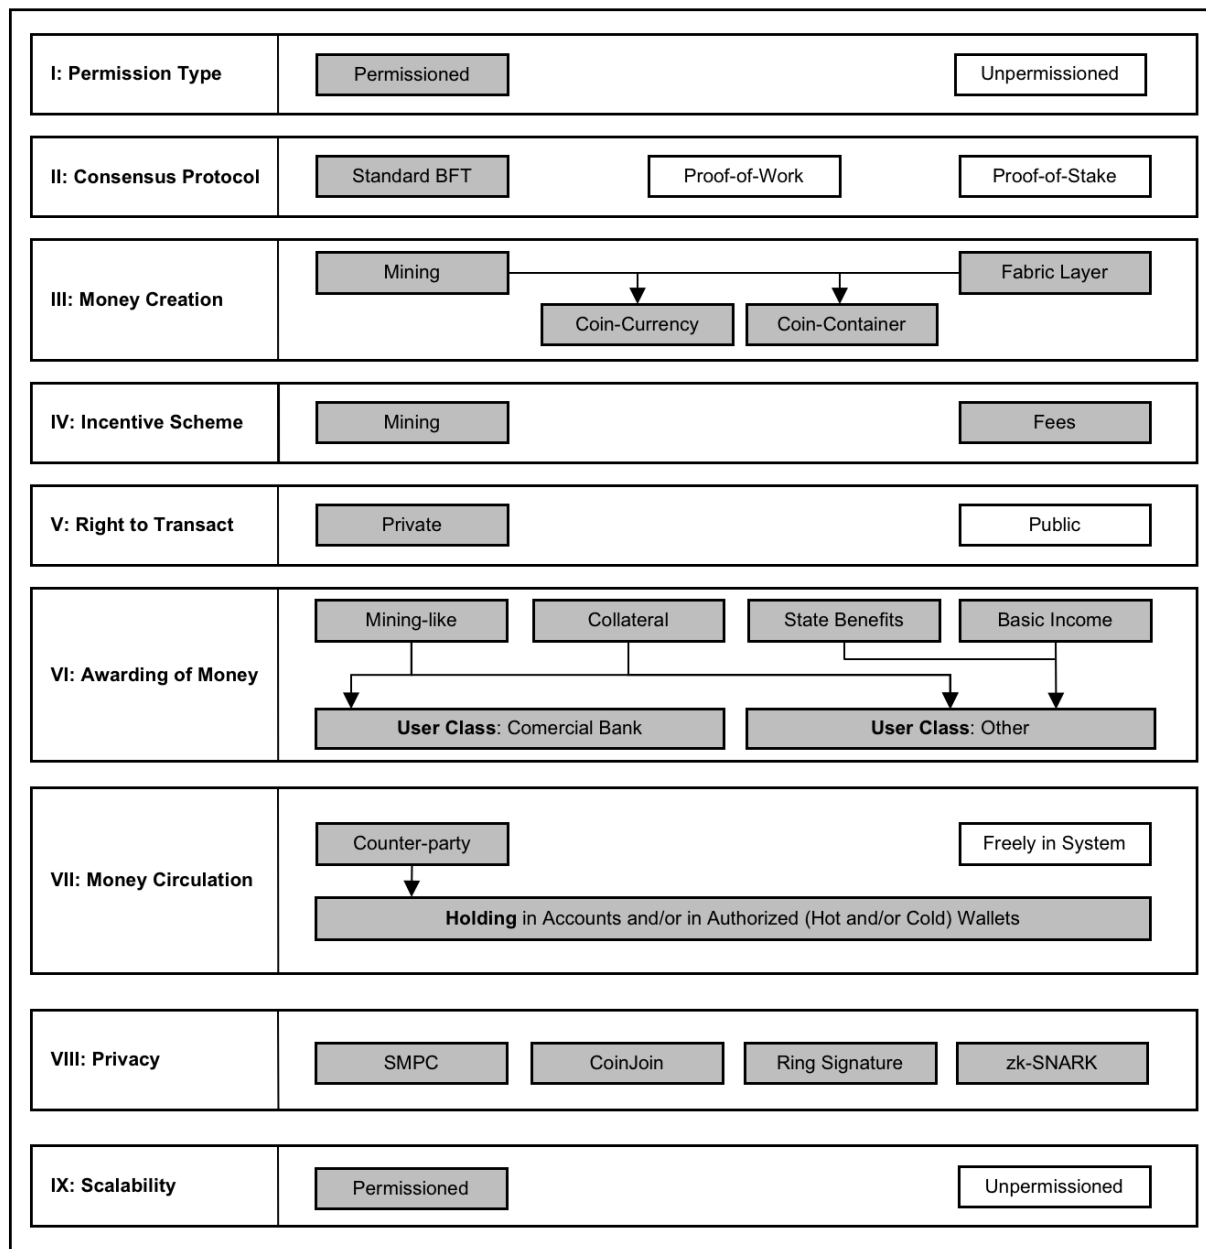 I: Permission Type
Permissioned
Unpermissioned
II: Consensus Protocol
Standard BFT
Proof-of-Work
Proof-of-Stake
III: Money Creation
Mining
Fabric Layer
Coin-Currency
Coin-Container
IV: Incentive Scheme
Mining
Fees
V: Right to Transact
Private
Public
VI: Awarding of Money
Mining-like
Collateral
State Benefits
Basic Income
User Class: Comercial Bank
User Class: Other
VII: Money Circulation
Counter-party
Freely in System
Holding in Accounts and/or in Authorized (Hot and/or Cold) Wallets
VIII: Privacy
SMPC
CoinJoin
Ring Signature
zk-SNARK
IX: Scalability
Permissioned
Unpermissioned